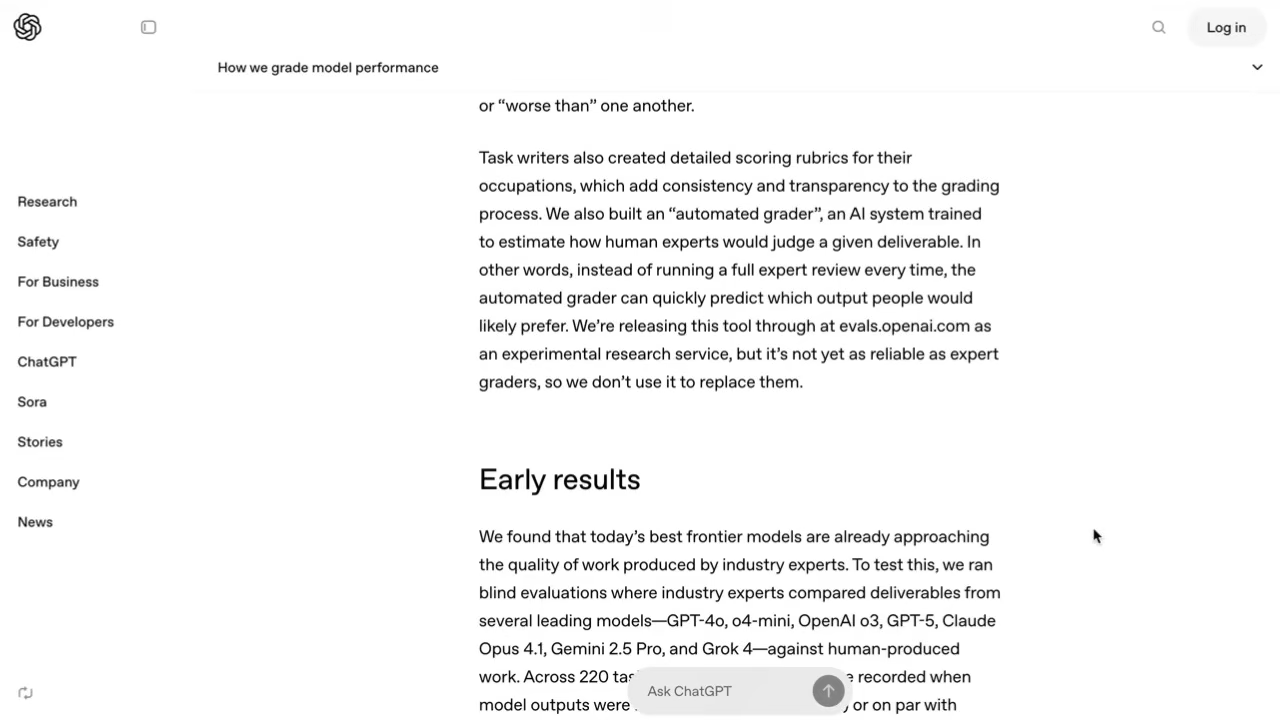 Log in
How we grade model performance
Research
Safety
For Business
For Developers
ChatGPT
Sora
Stories
Company
News
or “worse than” one another.
Task writers also created detailed scoring rubrics for their
occupations, which add consistency and transparency to the grading
process. We also built an “automated grader”, an AI system trained
to estimate how human experts would judge a given deliverable. In
other words, instead of running a full expert review every time, the
automated grader can quickly predict which output people would
likely prefer. We’re releasing this tool through at evals.openai.com as
an experimental research service, but it’s not yet as reliable as expert
graders, so we don’t use it to replace them.
Early results
We found that today’s best frontier models are already approaching
the quality of work produced by industry experts. To test this, we ran
blind evaluations where industry experts compared deliverables from
several leading models—GPT-4o, o4-mini, OpenAI o3, GPT-5, Claude
Opus 4.1, Gemini 2.5 Pro, and Grok 4—against human-produced
work. Across 220 recorded when
model outputs were or on par with
Ask ChatGPT